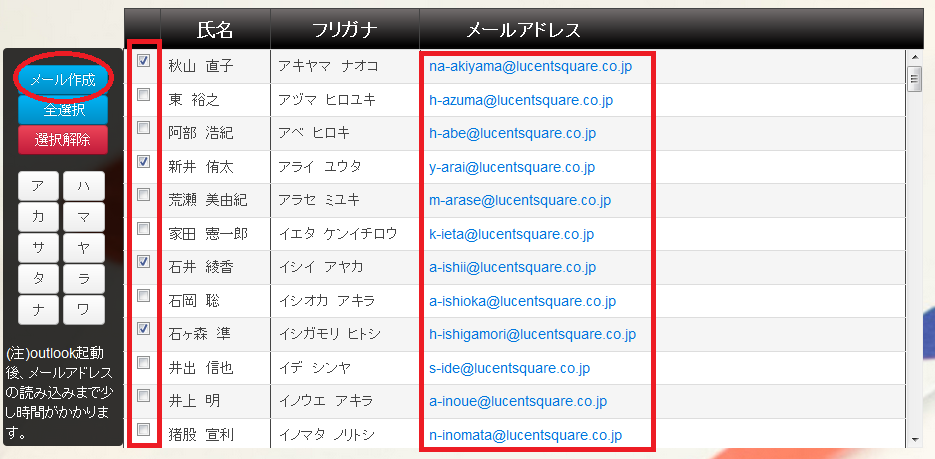 氏名 フリガナ メールアドレス
メール作成
全選択
選択解除
ア ハ
カ マ
サ ヤ
タ ラ
ナ ワ
(注)outlook起動
後、メールアドレス
の読み込みまで少
し時間がかかりま
す。
秋山 直子 アキヤマ ナオコ na-akiyama@lucentsquare.co.jp
東 裕之 アヅマ ヒロユキ h-azuma@lucentsquare.co.jp
阿部 浩紀 アベ ヒロキ h-abe@lucentsquare.co.jp
新井 侑太 アライ ユウタ y-arai@lucentsquare.co.jp
荒瀬 美由紀 アラセ ミユキ m-arase@lucentsquare.co.jp
家田 憲一郎 イエタ ケンイチロウ k-ieta@lucentsquare.co.jp
石井 綾香 イシイ アヤカ a-ishii@lucentsquare.co.jp
石岡 聡 イシオカ アキラ a-ishioka@lucentsquare.co.jp
石ヶ森 準 イシガモリ ヒトシ h-ishigamori@lucentsquare.co.jp
井出 信也 イデ シンヤ s-ide@lucentsquare.co.jp
井上 明 イノウエ アキラ a-inoue@lucentsquare.co.jp
猪股 宣利 イノマタ ノリトシ n-inomata@lucentsquare.co.jp